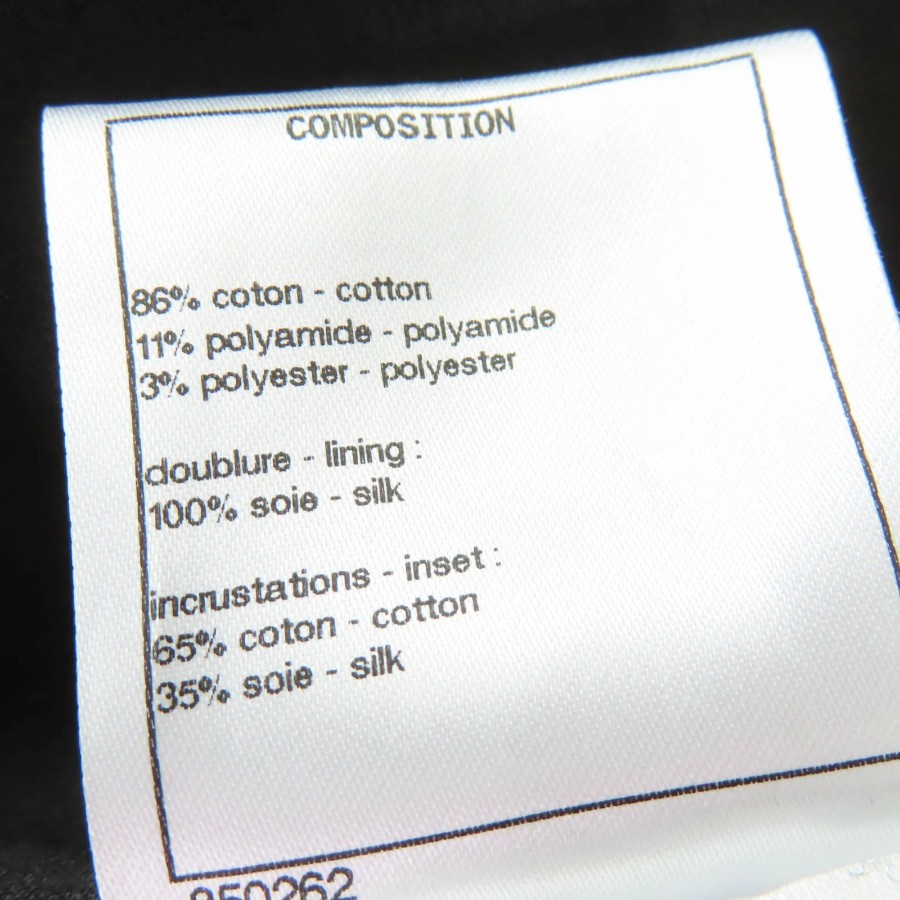 COMPOSITION
86% coton - cotton
11% polyamide - polyamide
3% polyester - polyester
doublure - lining :
100% soie - silk
incrustations - inset :
65% coton - cotton
35% soie - silk
850262